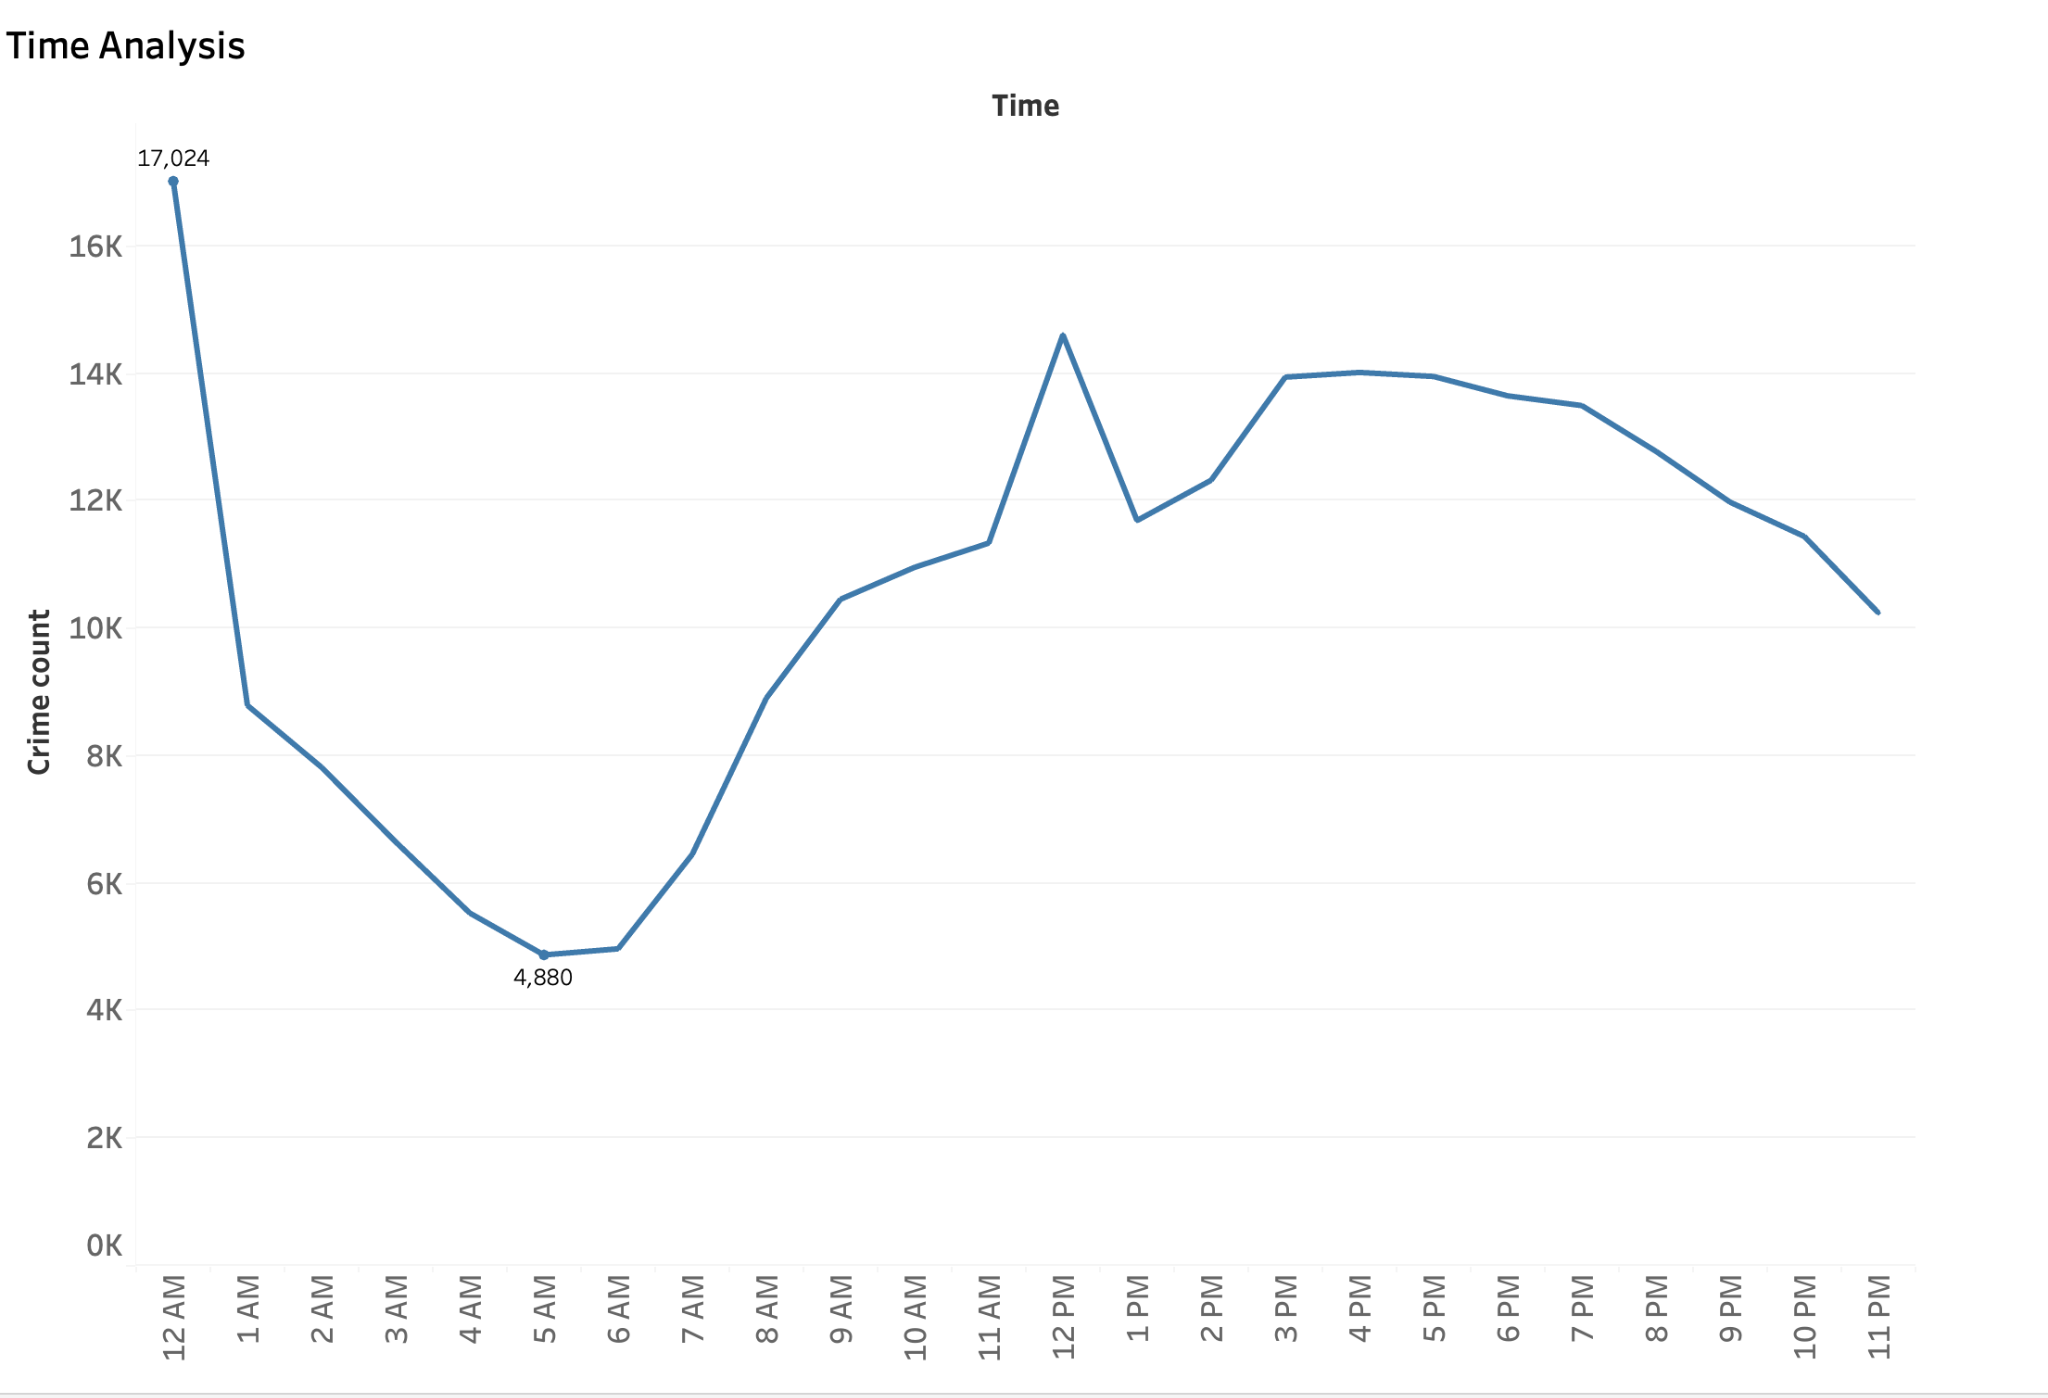 Time Analysis
Time
17,024
16K
14K
12K
10K
8K
6K
4K
2K
0K
Crime count
4,880
12 AM
1 AM
2 AM
3 AM
4 AM
5 AM
6 AM
7 AM
8 AM
9 AM
10 AM
11 AM
12 PM
1 PM
2 PM
3 PM
4 PM
5 PM
6 PM
7 PM
8 PM
9 PM
10 PM
11 PM